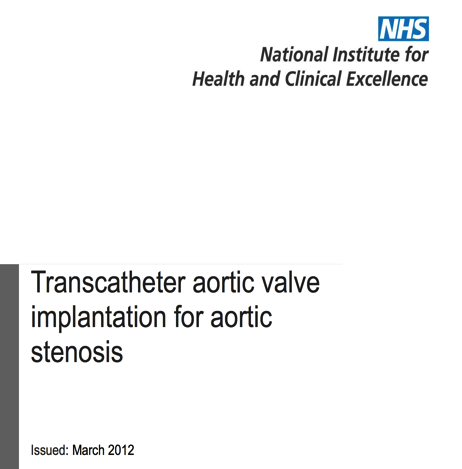 NHS
National Institute for
Health and Clinical Excellence
Transcatheter aortic valve
implantation for aortic
stenosis
Issued: March 2012